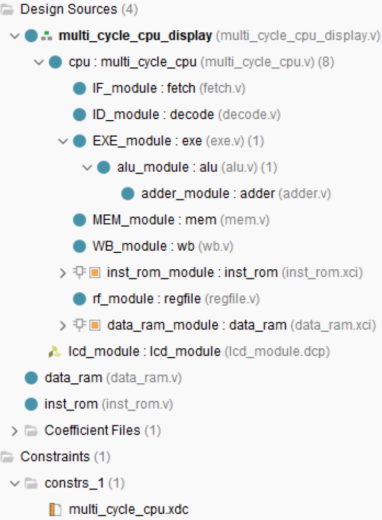 Design Sources (4)
multi_cycle_cpu_display (multi_cycle_cpu_display.v)
cpu : multi_cycle_cpu (multi_cycle_cpu.v) (8)
IF_module : fetch (fetch.v)
ID_module : decode (decode.v)
EXE_module : exe (exe.v) (1)
alu_module : alu (alu.v) (1)
adder_module : adder (adder.v)
MEM_module : mem (mem.v)
WB_module : wb (wb.v)
inst_rom_module : inst_rom (inst_rom.xci)
rf_module : regfile (regfile.v)
data_ram_module : data_ram (data_ram.xci)
lcd_module : lcd_module (lcd_module.dcp)
data_ram (data_ram.v)
inst_rom (inst_rom.v)
Coefficient Files (1)
Constraints (1)
constrs_1 (1)
multi_cycle_cpu.xdc